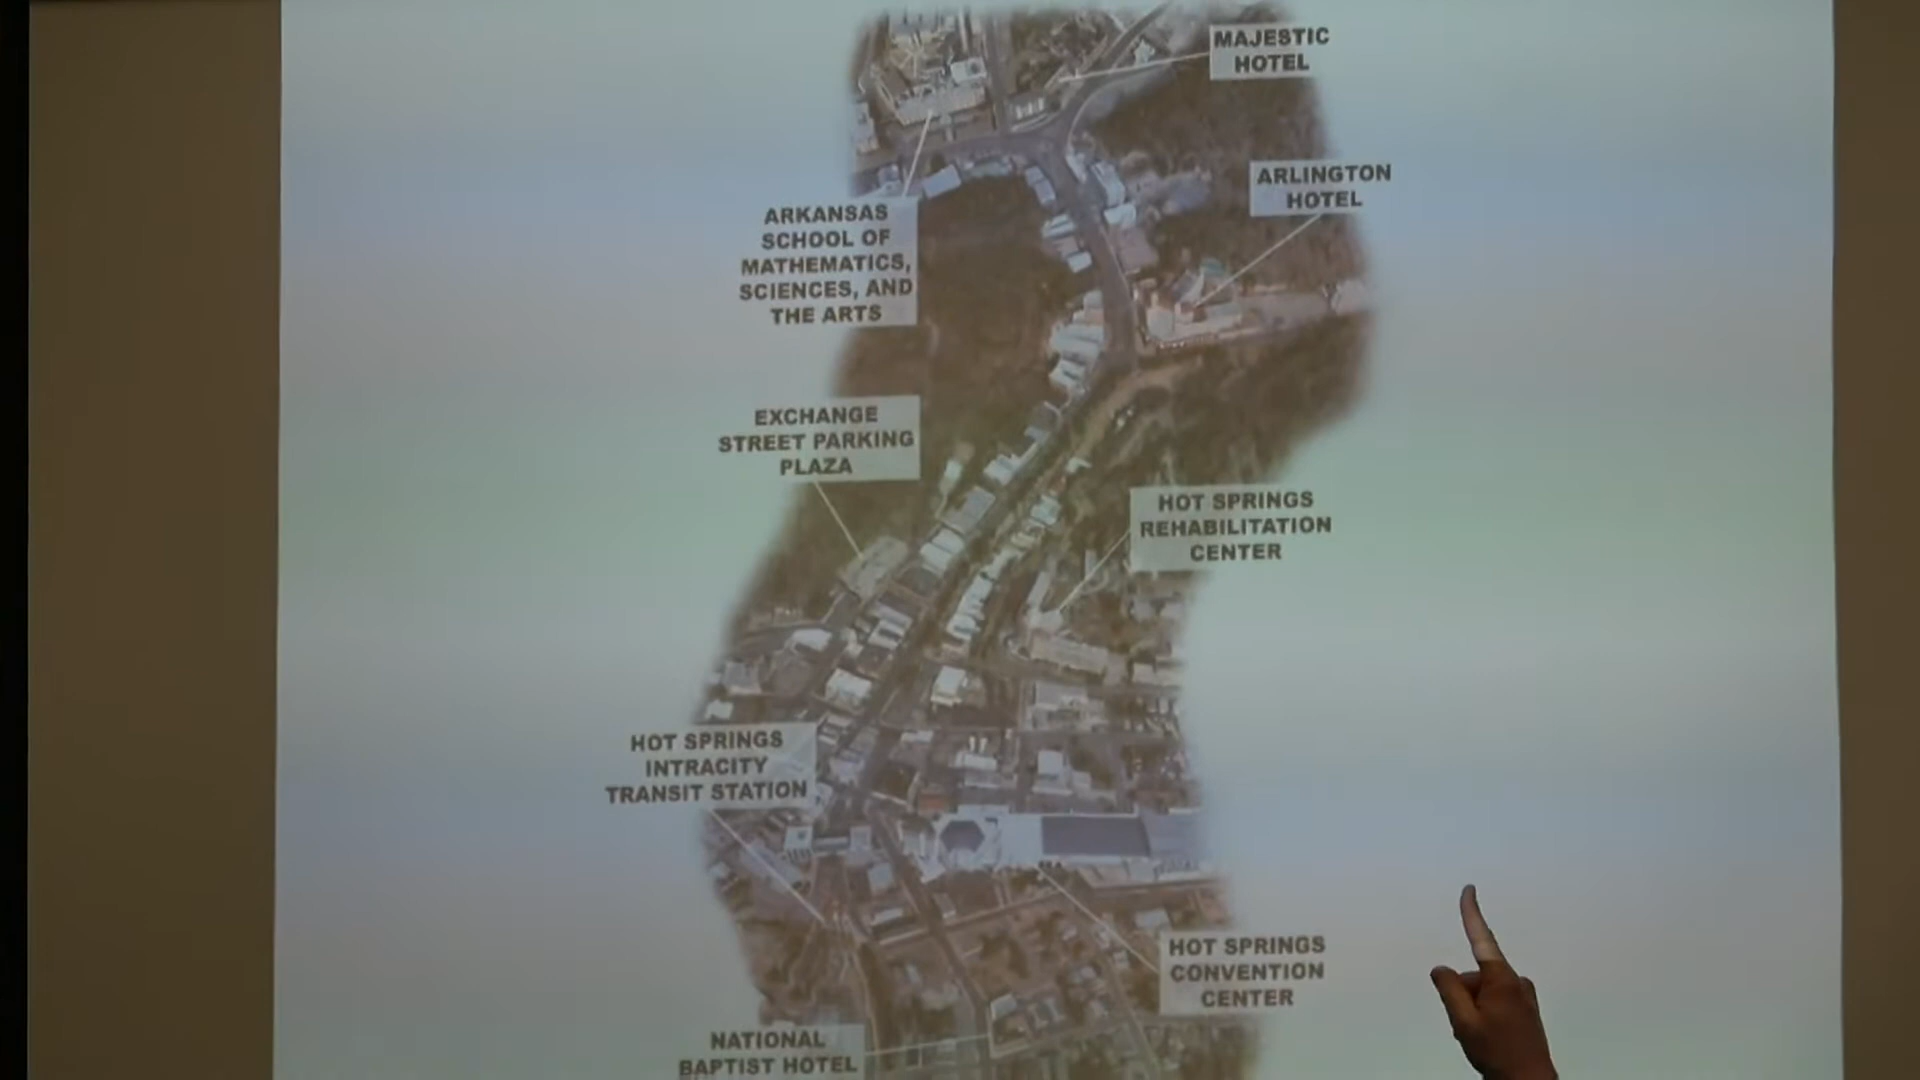 MAJESTIC
HOTEL
ARLINGTON
HOTEL
ARKANSAS
SCHOOL OF
MATHEMATICS,
SCIENCES, AND
THE ARTS
EXCHANGE
STREET PARKING
PLAZA
HOT SPRINGS
REHABILITATION
CENTER
HOT SPRINGS
INTRACITY
TRANSIT STATION
HOT SPRINGS
CONVENTION
CENTER
NATIONAL
BAPTIST HOTEL